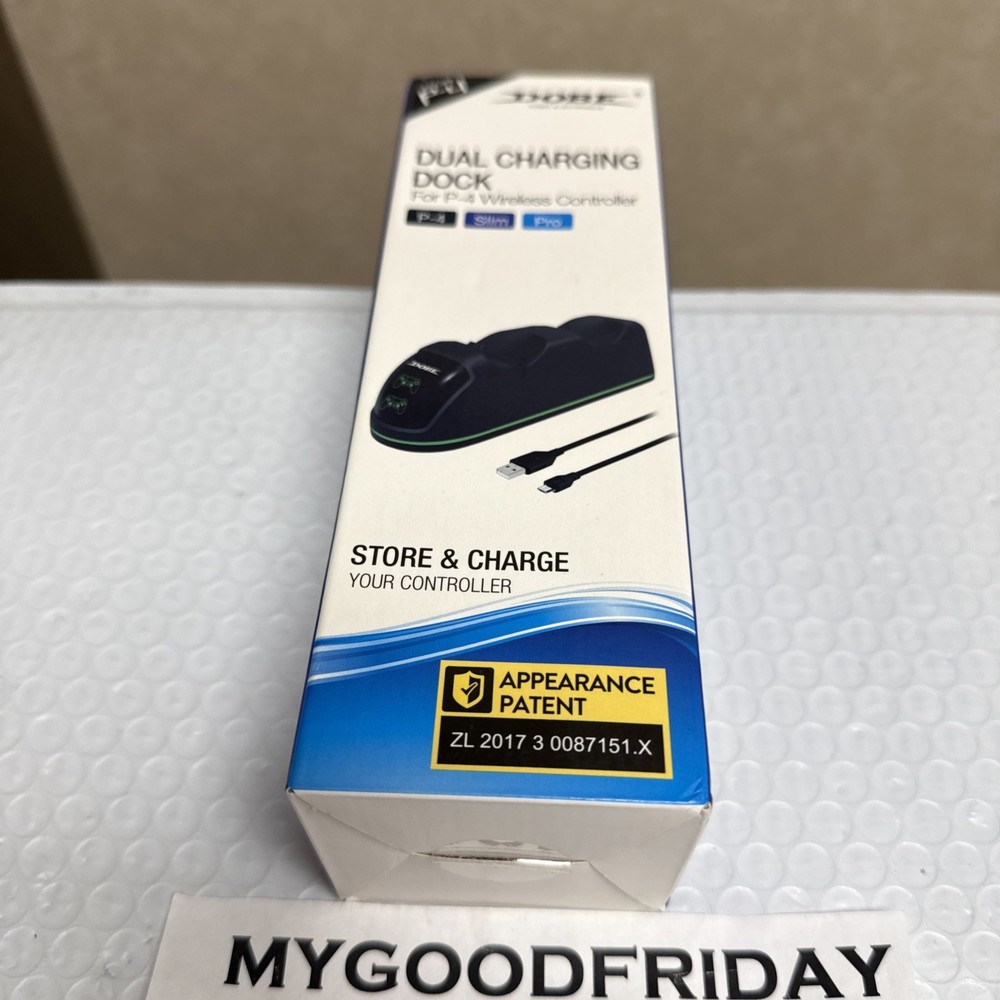 DOBE
DUAL CHARGING
DOCK
For P-4 Wireless Controller
P-4 Slim Pro
DOBE
STORE & CHARGE
YOUR CONTROLLER
APPEARANCE
PATENT
ZL 2017 3 0087151.X
MYGOODFRIDAY